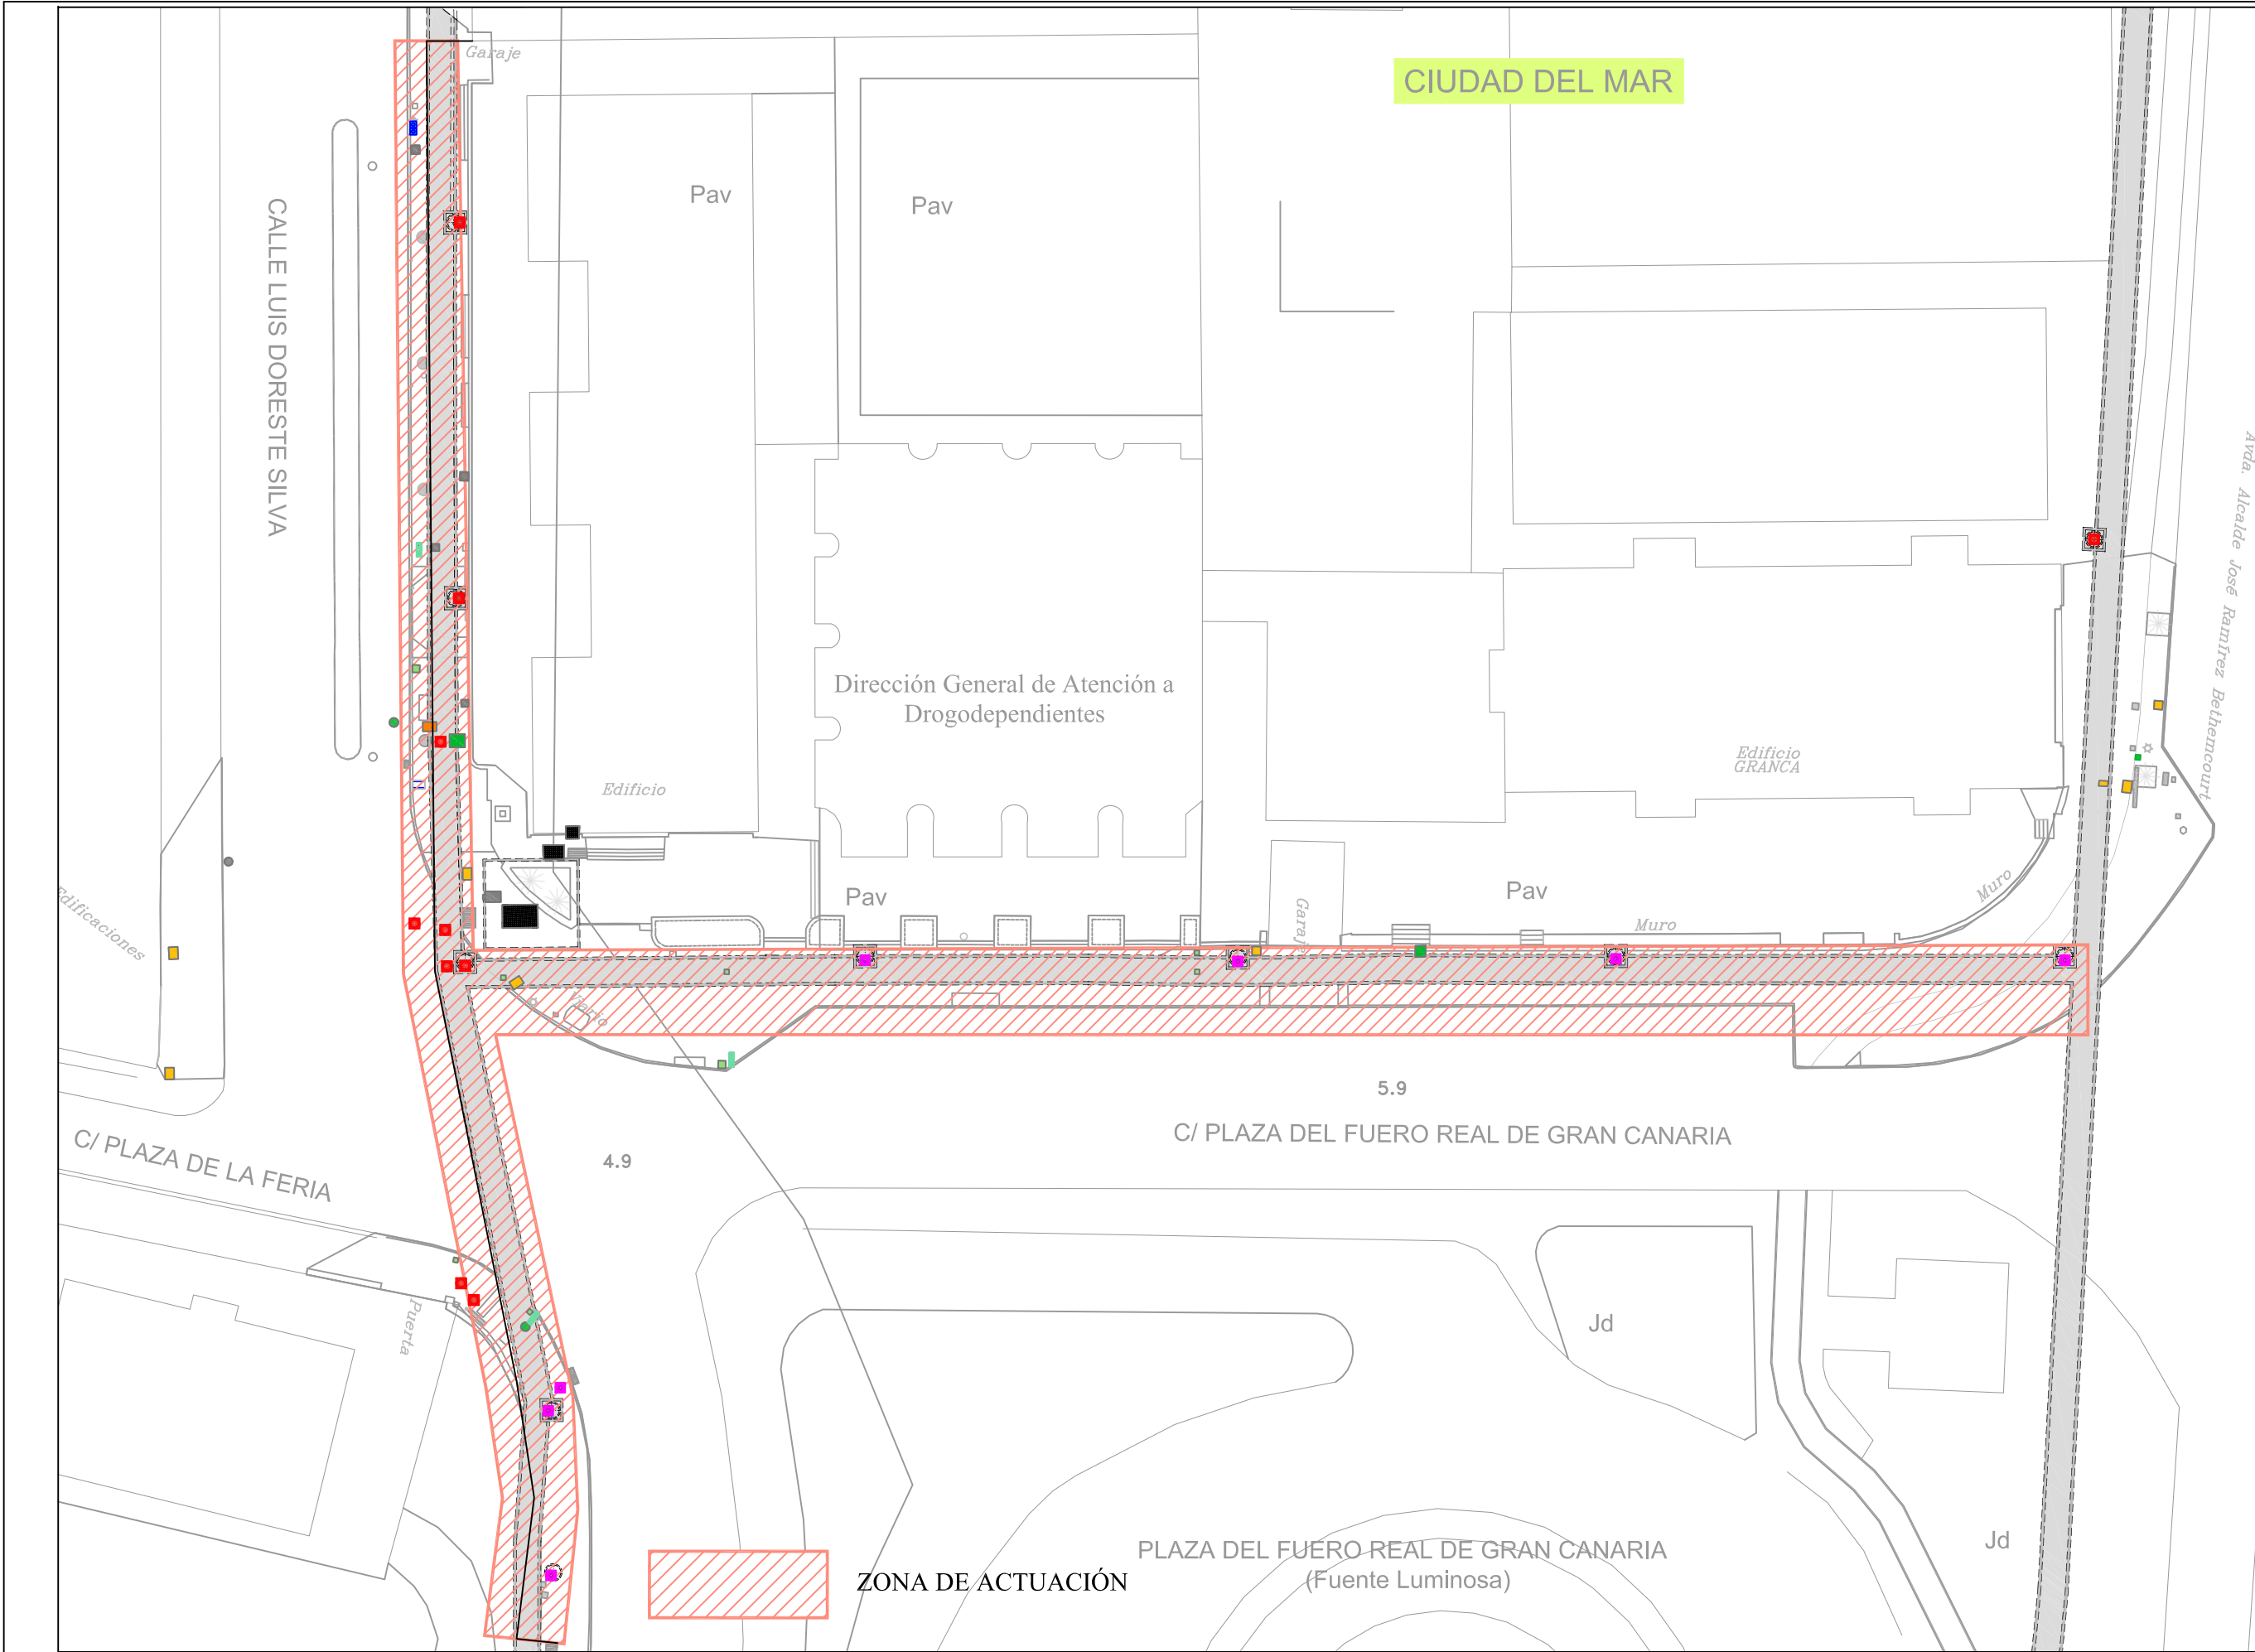 Garaje
CIUDAD DEL MAR
Pav
Pav
CALLE LUIS DORESTE SILVA
Avda. Alcalde José Ramírez Bethencourt
Dirección General de Atención a
Drogodependientes
Edificio
GRANCA
Edificio
Pav
Pav
Muro
Garaje
Muro
Edificaciones
Viario
5.9
C/ PLAZA DEL FUERO REAL DE GRAN CANARIA
C/ PLAZA DE LA FERIA
4.9
Puerta
Jd
PLAZA DEL FUERO REAL DE GRAN CANARIA
(Fuente Luminosa)
Jd
ZONA DE ACTUACIÓN